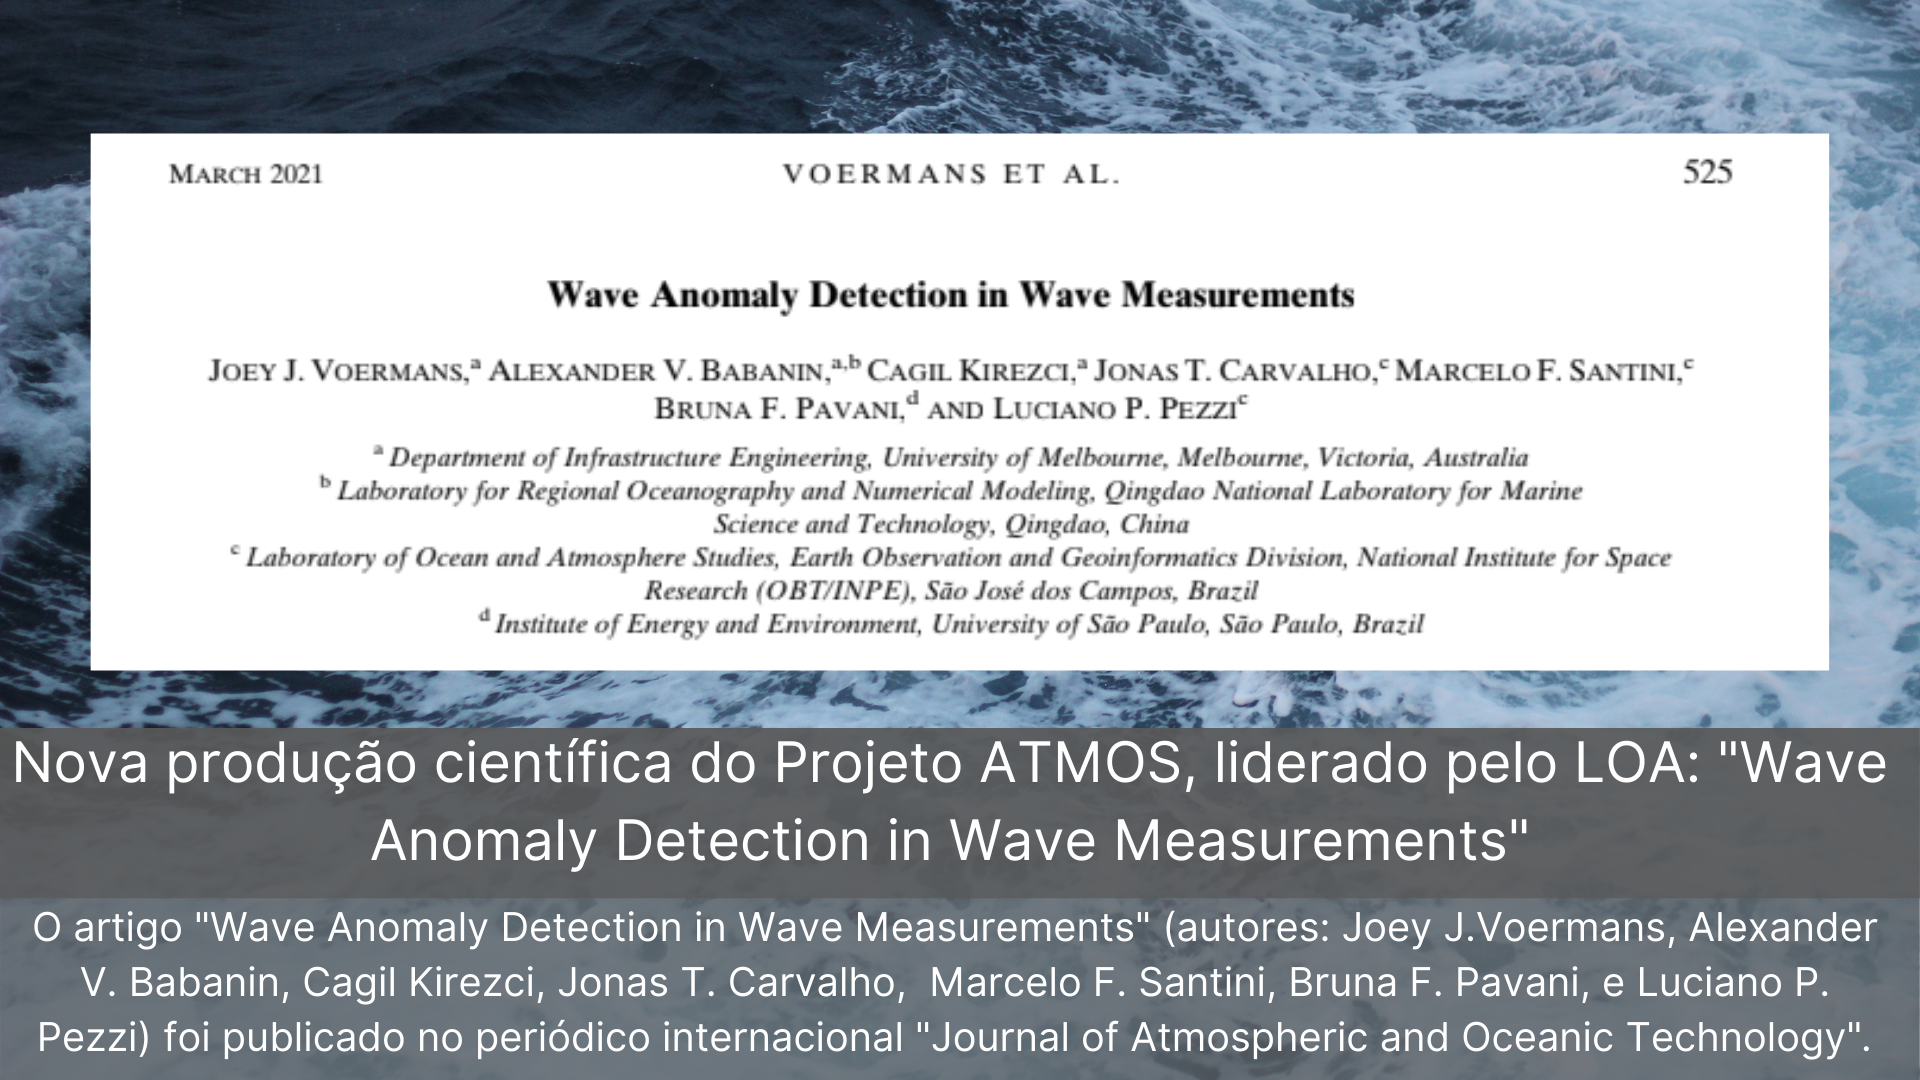 MARCH 2021 VOERMANS ET AL. 525
Wave Anomaly Detection in Wave Measurements
JOEY J. VOERMANS,ᵃ ALEXANDER V. BABANIN,ᵃ,ᵇ CAGIL KIREZCI,ᵃ JONAS T. CARVALHO,ᶜ MARCELO F. SANTINI,ᶜ
BRUNA F. PAVANI,ᵈ AND LUCIANO P. PEZZIᶜ
ᵃ Department of Infrastructure Engineering, University of Melbourne, Melbourne, Victoria, Australia
ᵇ Laboratory for Regional Oceanography and Numerical Modeling, Qingdao National Laboratory for Marine
Science and Technology, Qingdao, China
ᶜ Laboratory of Ocean and Atmosphere Studies, Earth Observation and Geoinformatics Division, National Institute for Space
Research (OBT/INPE), São José dos Campos, Brazil
ᵈ Institute of Energy and Environment, University of São Paulo, São Paulo, Brazil
Nova produção científica do Projeto ATMOS, liderado pelo LOA: "Wave
Anomaly Detection in Wave Measurements"
O artigo "Wave Anomaly Detection in Wave Measurements" (autores: Joey J.Voermans, Alexander
V. Babanin, Cagil Kirezci, Jonas T. Carvalho,  Marcelo F. Santini, Bruna F. Pavani, e Luciano P.
Pezzi) foi publicado no periódico internacional "Journal of Atmospheric and Oceanic Technology".